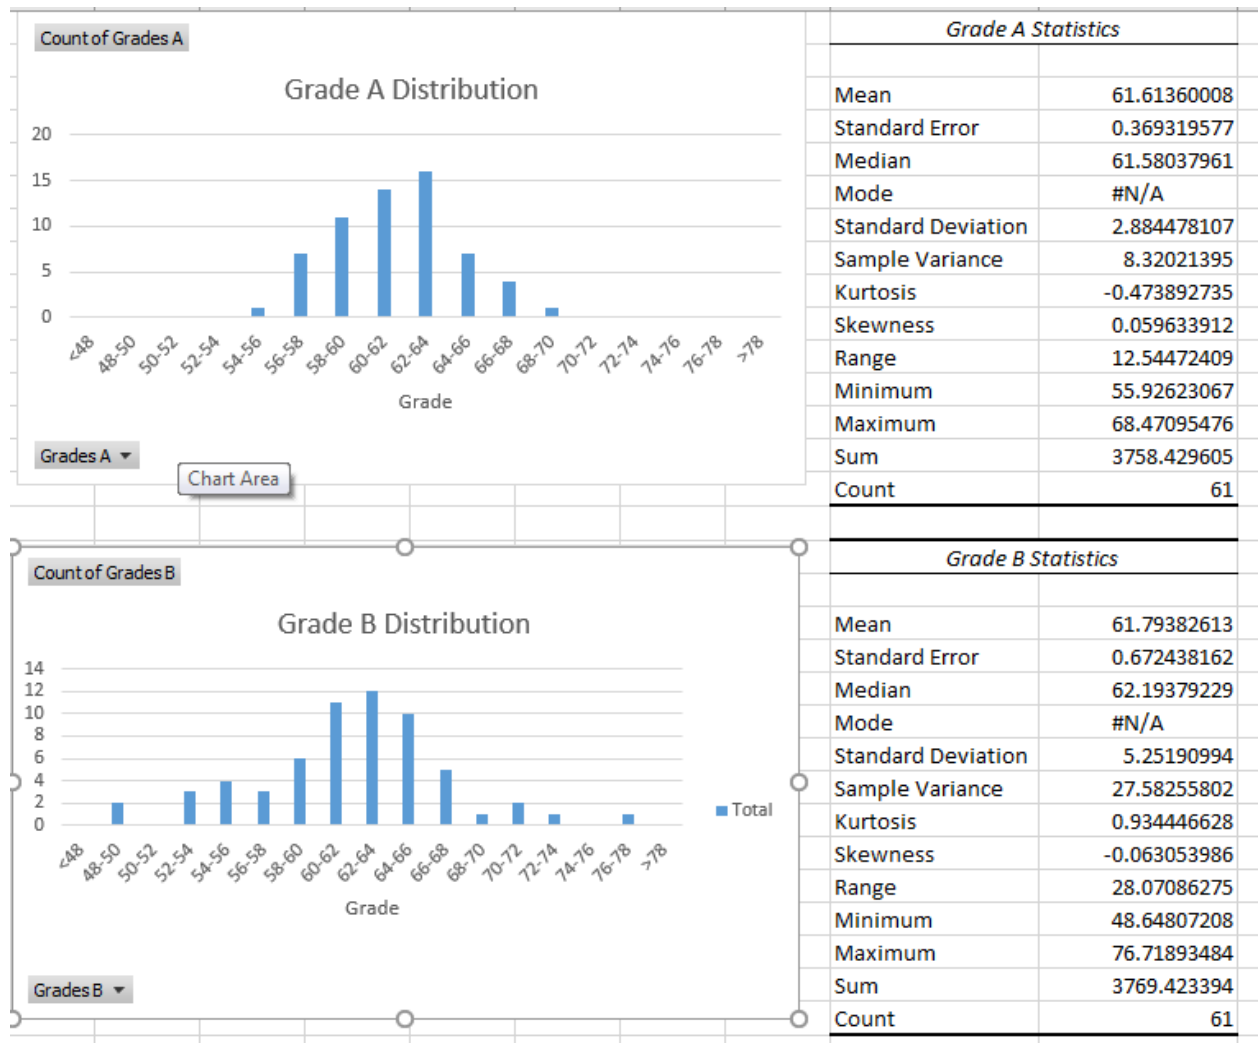 Count of Grades A
Grade A Distribution
20
15
10
5
0
<48 48-50 50-52 52-54 54-56 56-58 58-60 60-62 62-64 64-66 66-68 68-70 70-72 72-74 74-76 76-78 >78
Grade
Grades A
Chart Area
Grade A Statistics
Mean 61.61360008
Standard Error 0.369319577
Median 61.58037961
Mode #N/A
Standard Deviation 2.884478107
Sample Variance 8.32021395
Kurtosis -0.473892735
Skewness 0.059633912
Range 12.54472409
Minimum 55.92623067
Maximum 68.47095476
Sum 3758.429605
Count 61
Count of Grades B
Grade B Distribution
14
12
10
8
6
4
2
0
<48 48-50 50-52 52-54 54-56 56-58 58-60 60-62 62-64 64-66 66-68 68-70 70-72 72-74 74-76 76-78 >78
Grade
Total
Grades B
Grade B Statistics
Mean 61.79382613
Standard Error 0.672438162
Median 62.19379229
Mode #N/A
Standard Deviation 5.25190994
Sample Variance 27.58255802
Kurtosis 0.934446628
Skewness -0.063053986
Range 28.07086275
Minimum 48.64807208
Maximum 76.71893484
Sum 3769.423394
Count 61